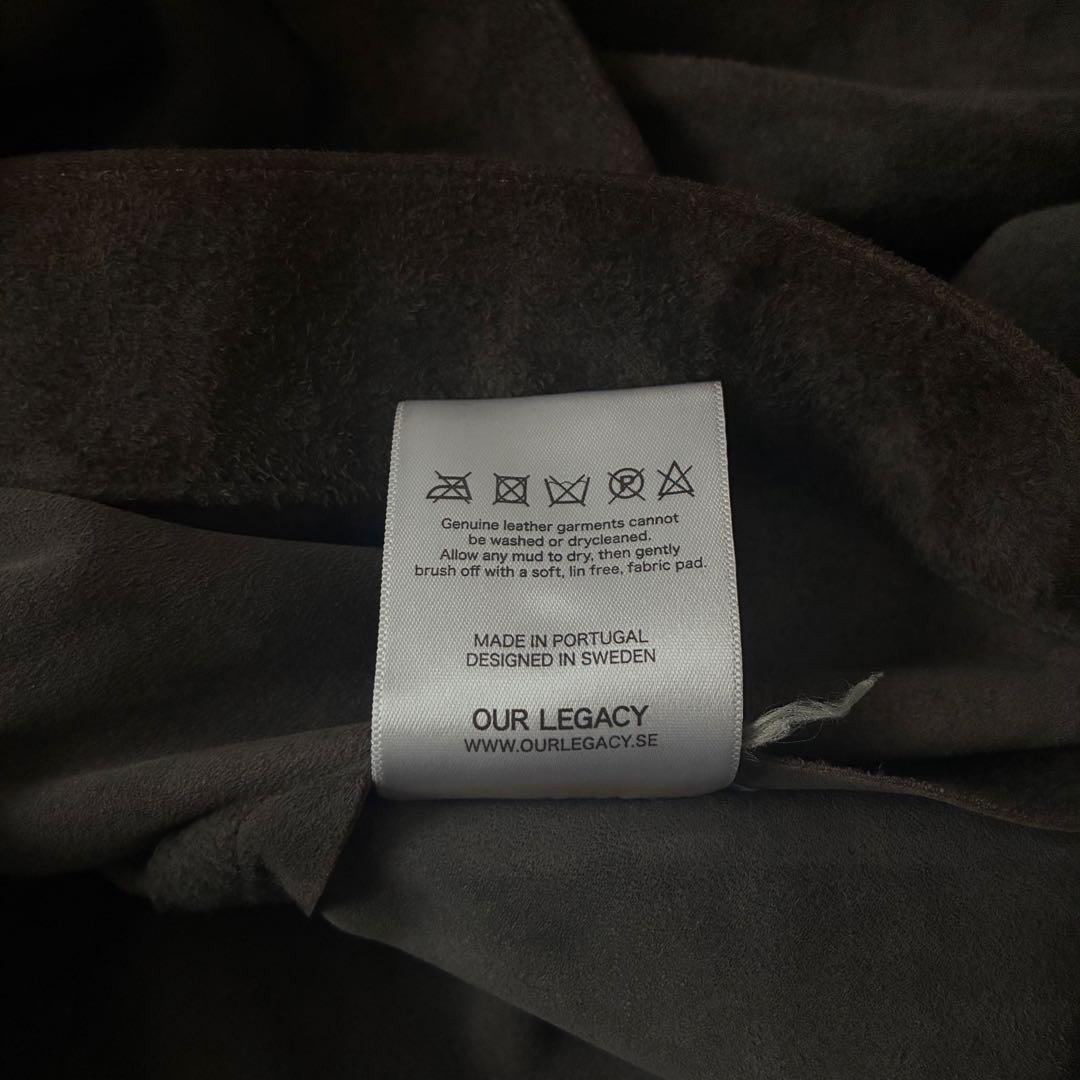 P
Genuine leather garments cannot
be washed or drycleaned.
Allow any mud to dry, then gently
brush off with a soft, lin free, fabric pad.
MADE IN PORTUGAL
DESIGNED IN SWEDEN
OUR LEGACY
WWW.OURLEGACY.SE